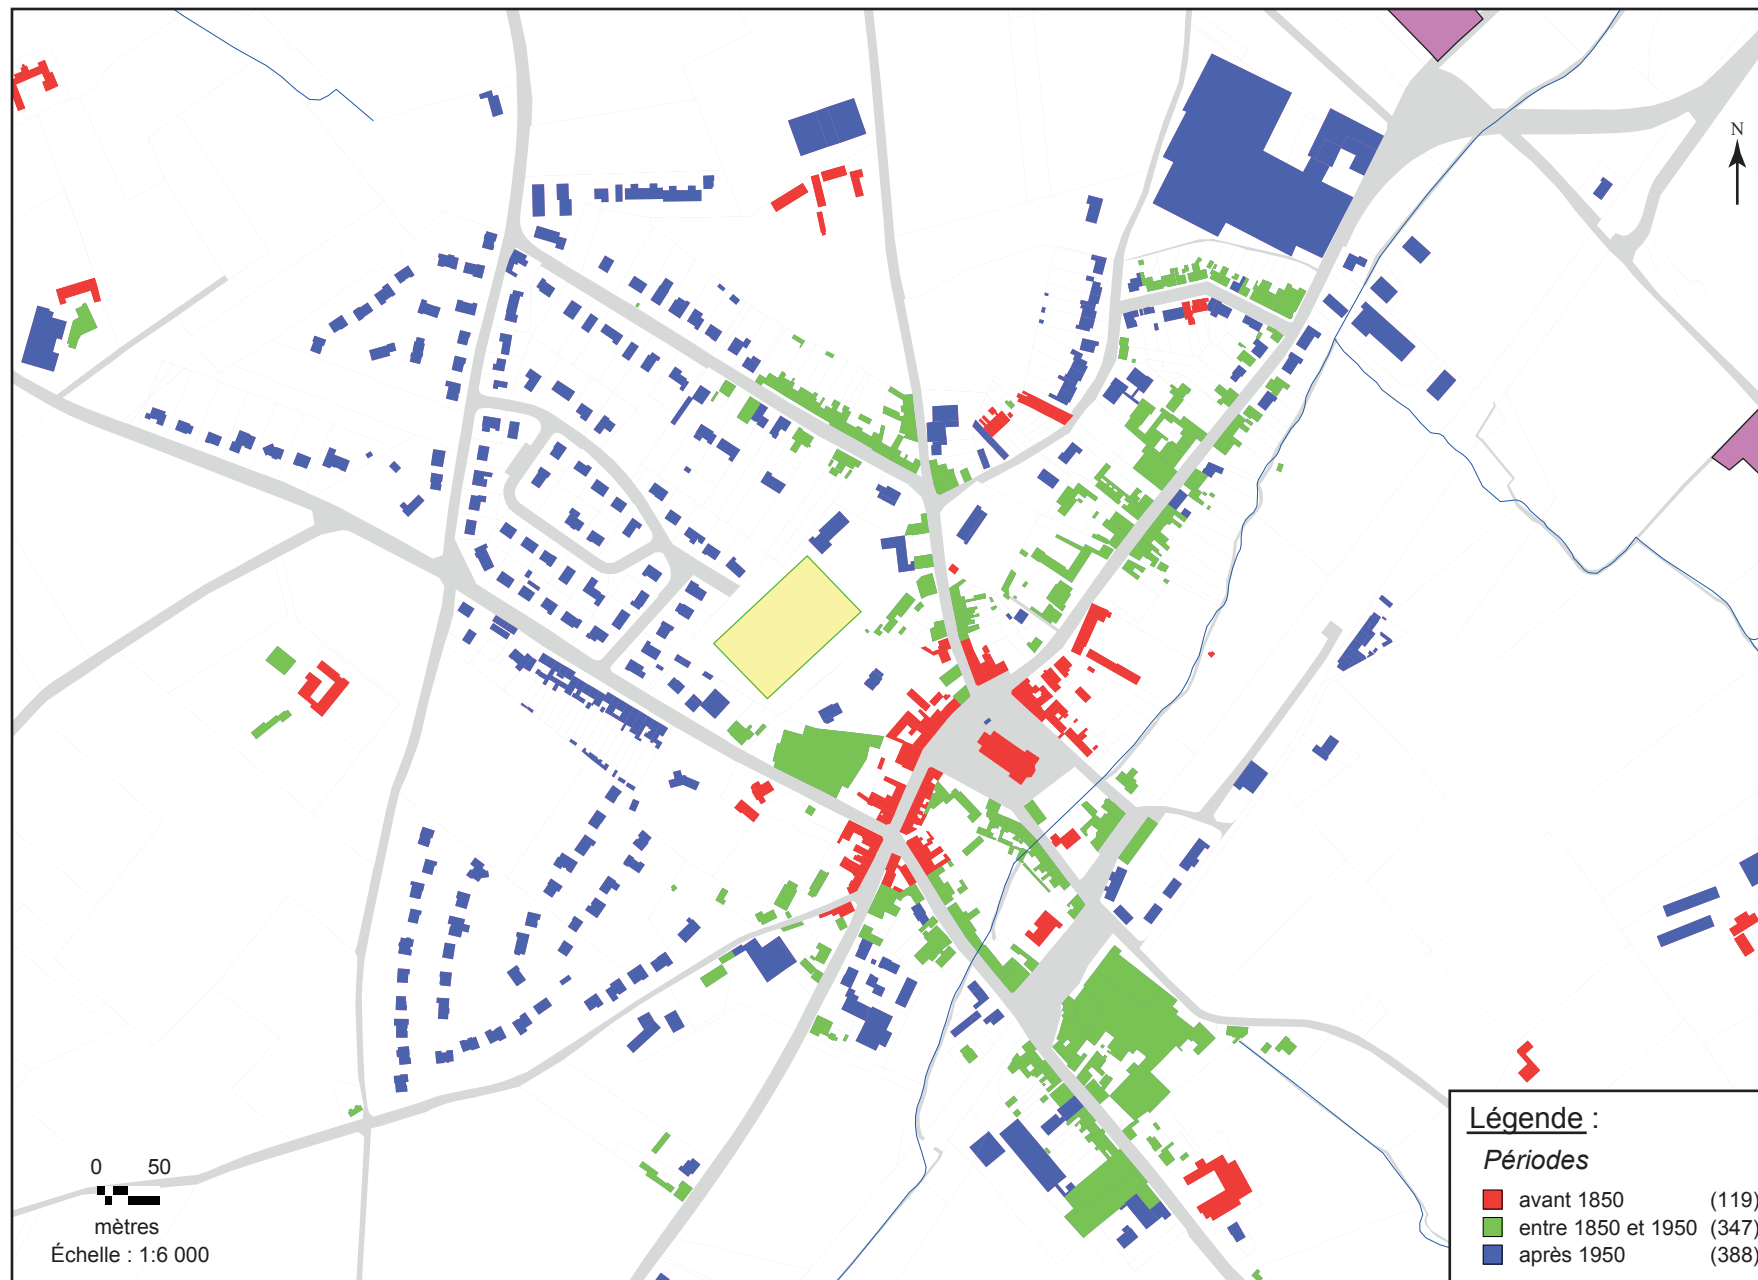 N
0 50
mètres
Échelle : 1:6 000
Légende :
Périodes
avant 1850 (119)
entre 1850 et 1950 (347)
après 1950 (388)